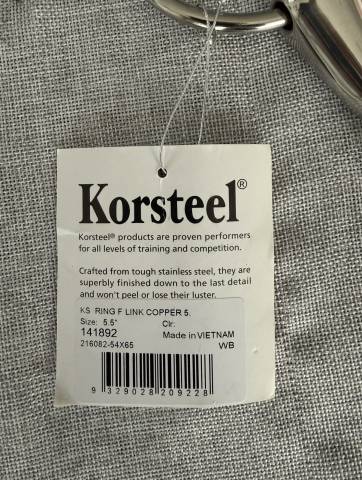 Korsteel®
Korsteel® products are proven performers
for all levels of training and competition.
Crafted from tough stainless steel, they are
superbly finished down to the last detail
and won't peel or lose their luster.
KS RING F LINK COPPER 5.
Size: 5.5" Clr:
141892 Made in VIETNAM
216082-54X65 WB
9 329028 209228